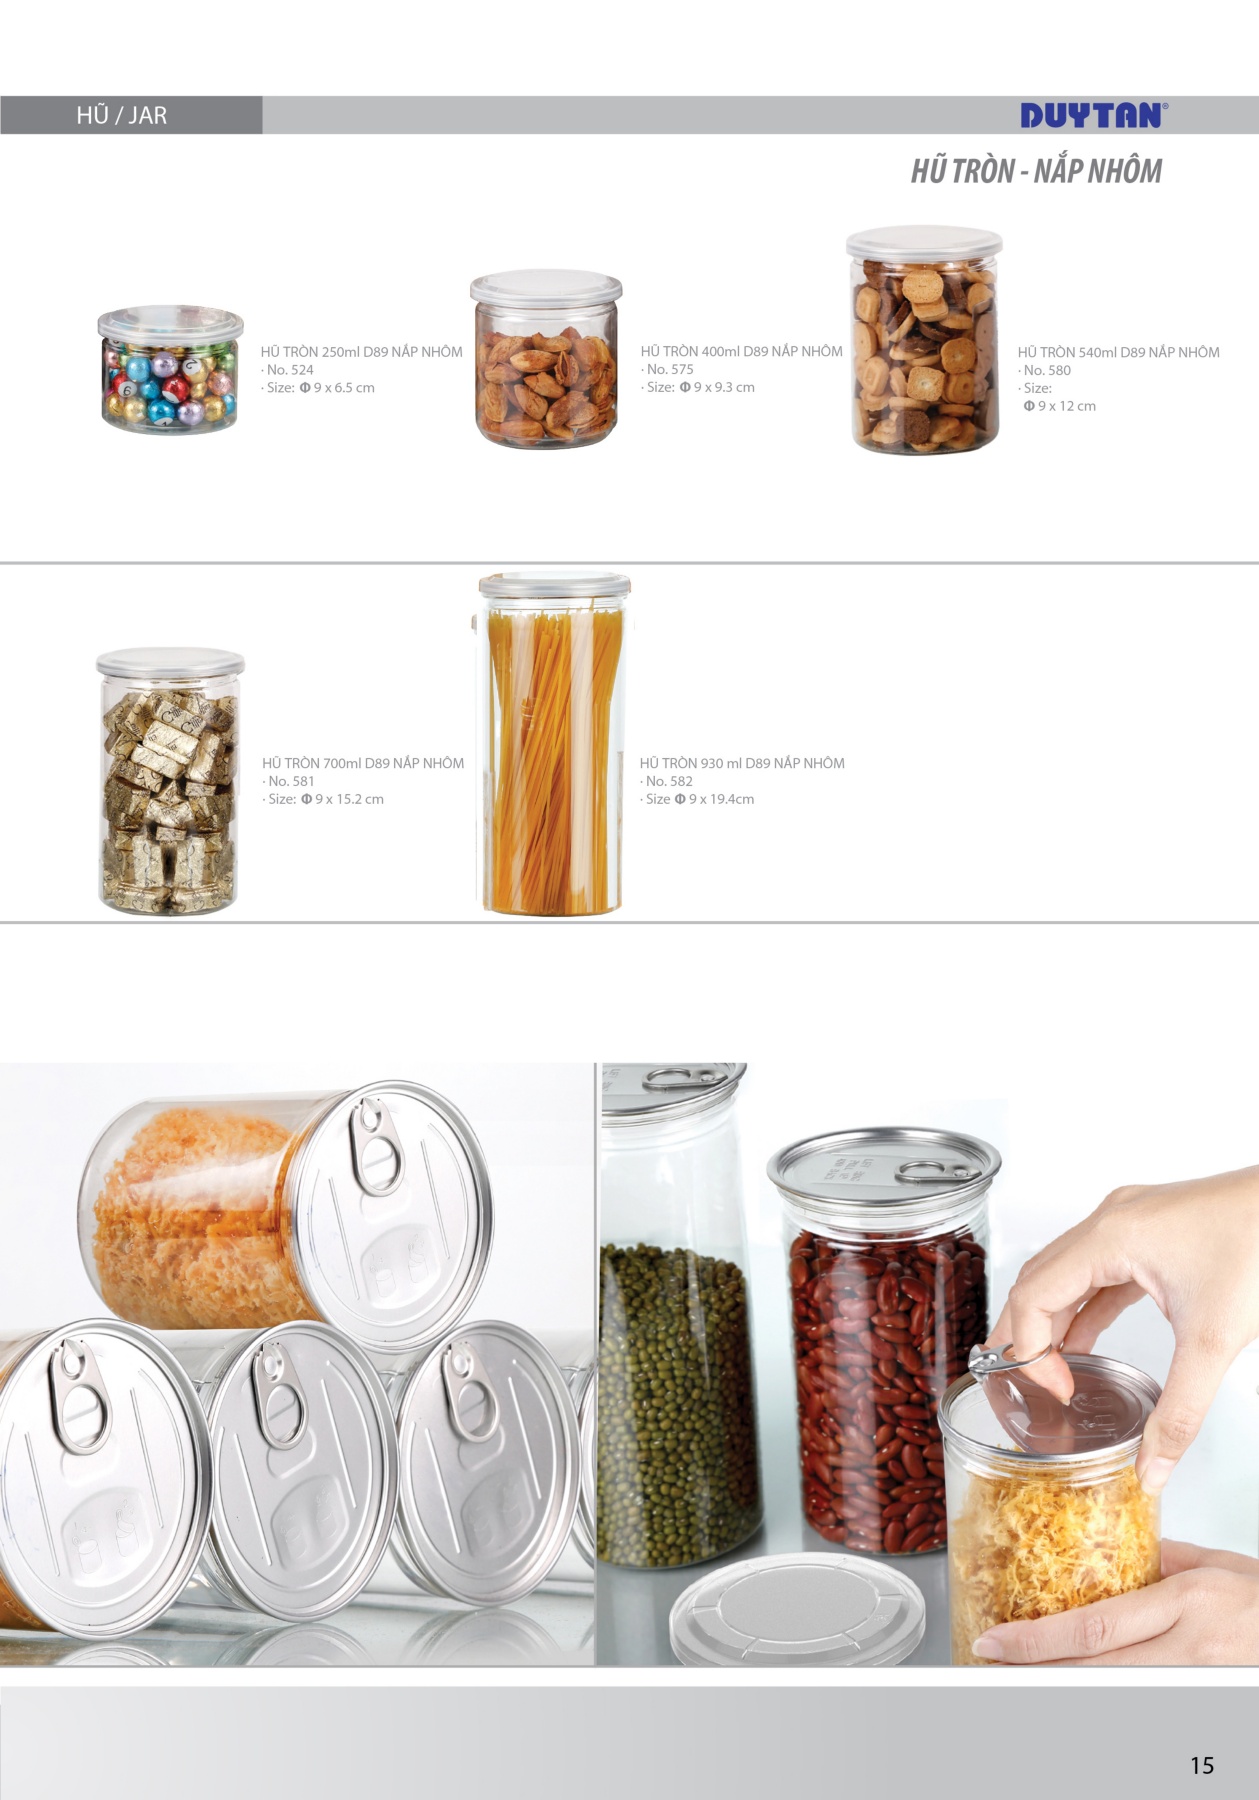 HŨ / JAR
DUYTAN®
HŨ TRÒN - NẮP NHÔM
HŨ TRÒN 250ml D89 NẮP NHÔM
· No. 524
· Size: Φ 9 x 6.5 cm
HŨ TRÒN 400ml D89 NẮP NHÔM
· No. 575
· Size: Φ 9 x 9.3 cm
HŨ TRÒN 540ml D89 NẮP NHÔM
· No. 580
· Size:
Φ 9 x 12 cm
HŨ TRÒN 700ml D89 NẮP NHÔM
· No. 581
· Size: Φ 9 x 15.2 cm
HŨ TRÒN 930 ml D89 NẮP NHÔM
· No. 582
· Size Φ 9 x 19.4cm
15